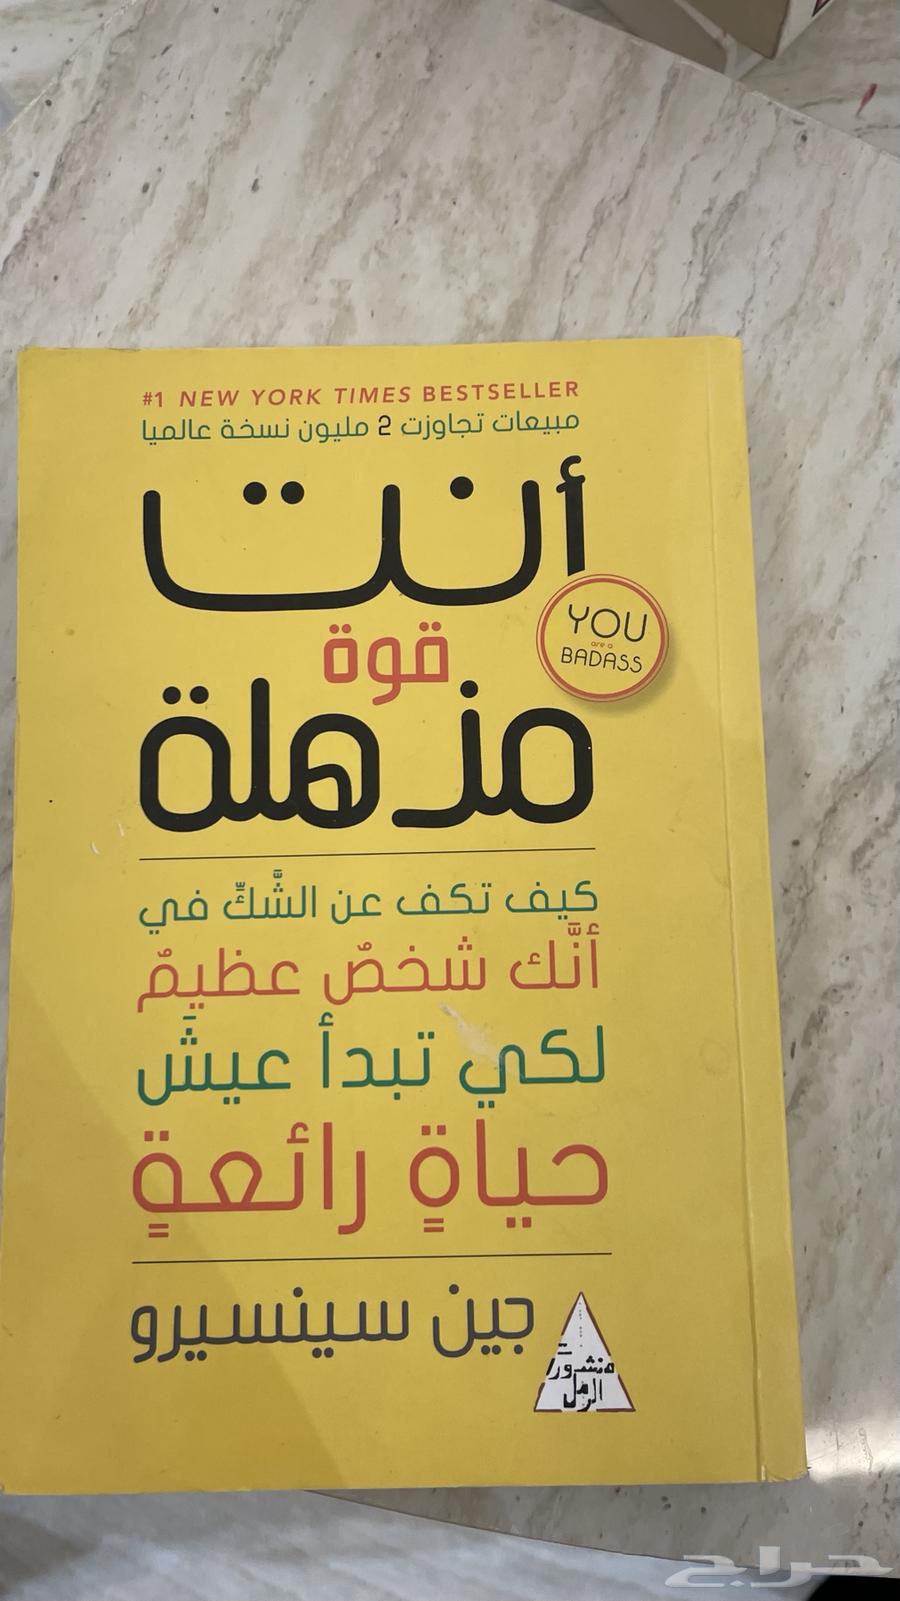 #1 NEW YORK TIMES BESTSELLER
مبيعات تجاوزت 2 مليون نسخة عالميا
أنت
قوة
مذهلة
YOU
are a
BADASS
كيف تكف عن الشَّكِّ في
أنَّك شخصٌ عظيمٌ
لكي تبدأ عيشَ
حياةٍ رائعةٍ
جين سينسيرو
منشورات
الرمل
حراج